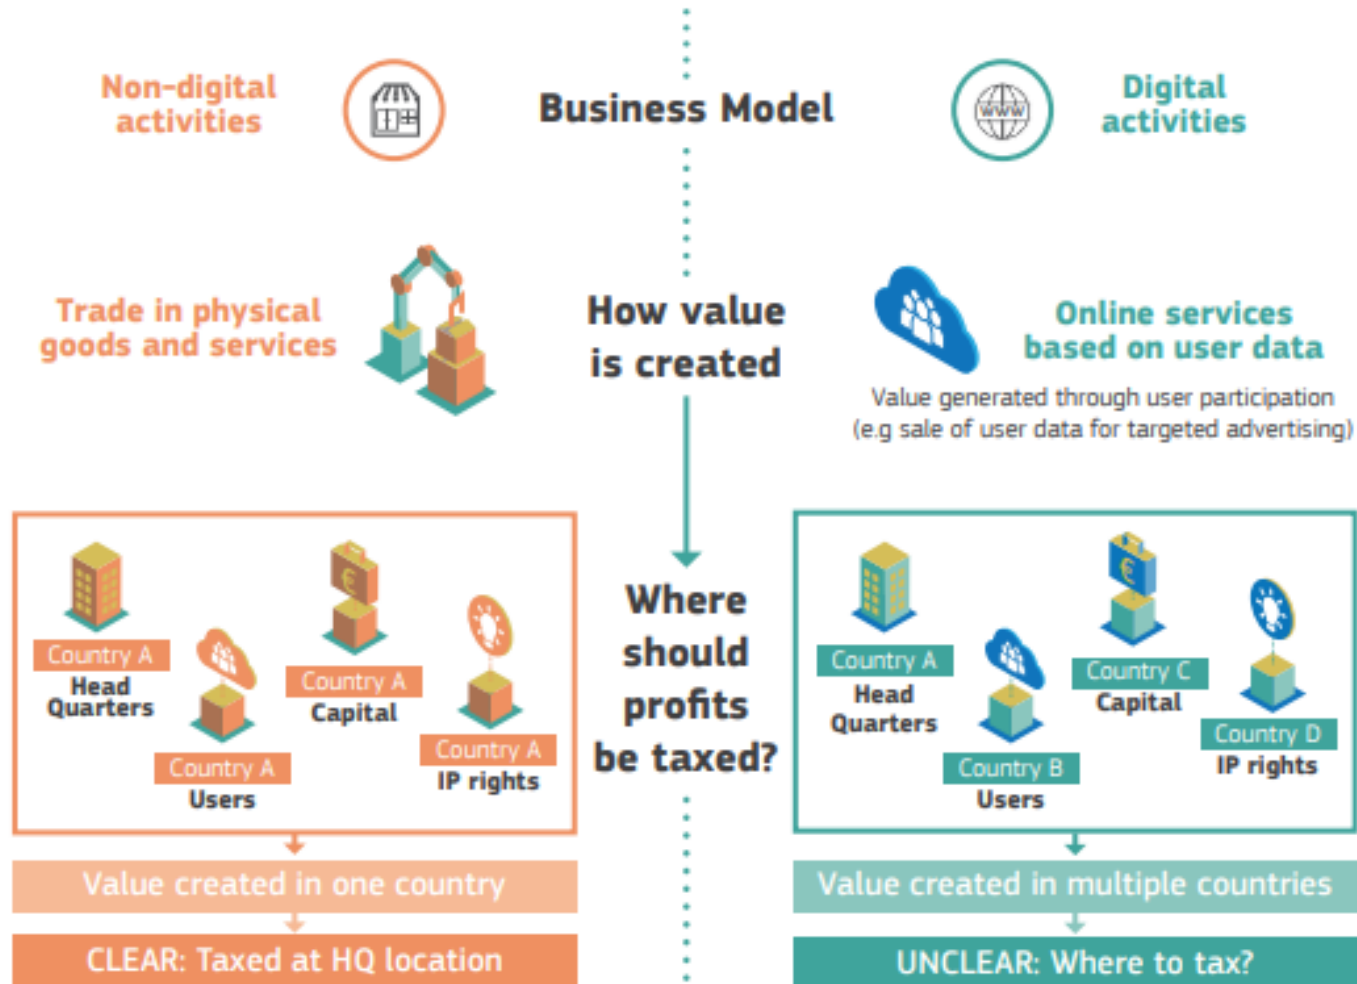 Non-digital
activities
Business Model
www
Digital
activities
Trade in physical
goods and services
How value
is created
Online services
based on user data
Value generated through user participation
(e.g sale of user data for targeted advertising)
€
Country A
Head
Quarters
Country A
Users
Country A
Capital
Country A
IP rights
Where
should
profits
be taxed?
€
Country A
Head
Quarters
Country B
Users
Country C
Capital
Country D
IP rights
Value created in one country
CLEAR: Taxed at HQ location
Value created in multiple countries
UNCLEAR: Where to tax?